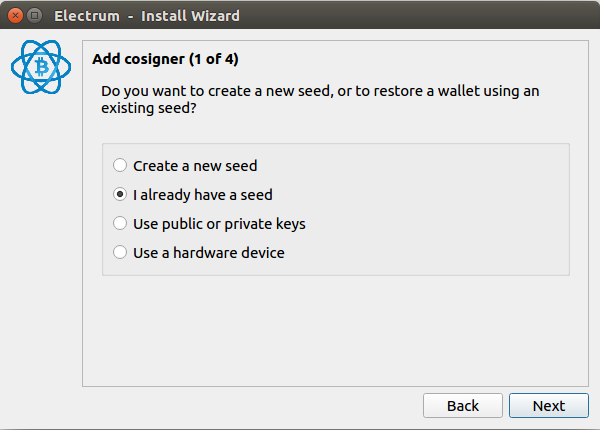 Electrum - Install Wizard
Add cosigner (1 of 4)
Do you want to create a new seed, or to restore a wallet using an
existing seed?
Create a new seed
I already have a seed
Use public or private keys
Use a hardware device
Back Next